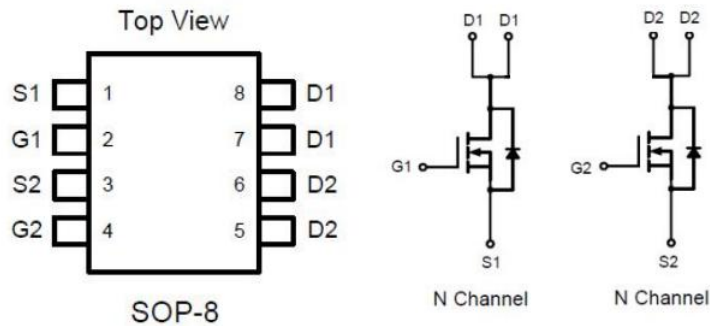 Top View
S1 1 8 D1
G1 2 7 D1
S2 3 6 D2
G2 4 5 D2
SOP-8
D1 D1
G1
S1
N Channel
D2 D2
G2
S2
N Channel